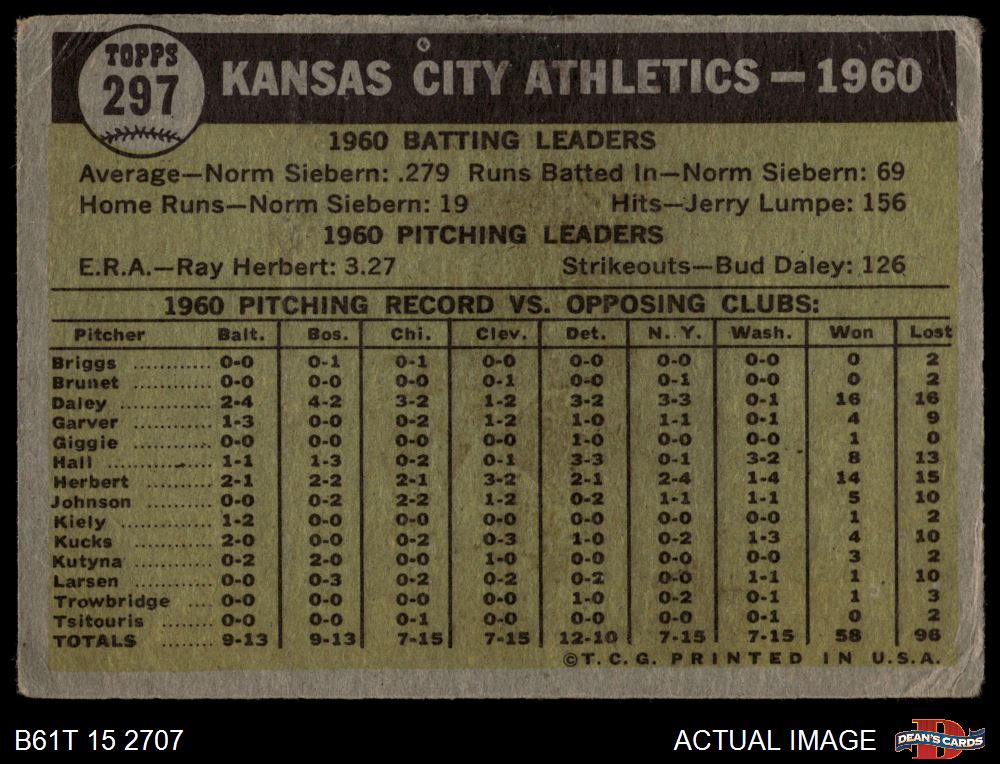 TOPPS
297
KANSAS CITY ATHLETICS — 1960
1960 BATTING LEADERS
Average—Norm Siebern: .279 Runs Batted In—Norm Siebern: 69
Home Runs—Norm Siebern: 19 Hits—Jerry Lumpe: 156
1960 PITCHING LEADERS
E.R.A.—Ray Herbert: 3.27 Strikeouts—Bud Daley: 126
1960 PITCHING RECORD VS. OPPOSING CLUBS:
Pitcher Balt. Bos. Chi. Clev. Det. N.Y. Wash. Won Lost
Briggs ............ 0-0 0-1 0-1 0-0 0-0 0-0 0-0 0 2
Brunet ............ 0-0 0-0 0-0 0-1 0-0 0-1 0-0 0 2
Daley .............. 2-4 4-2 3-2 1-2 3-2 3-3 0-1 16 16
Garver ............ 1-3 0-0 0-2 1-2 1-0 1-1 0-1 4 9
Giggie ............ 0-0 0-0 0-0 0-0 1-0 0-0 0-0 1 0
Hall ................ 1-1 1-3 0-2 0-1 3-3 0-1 3-2 8 13
Herbert .......... 2-1 2-2 2-1 3-2 2-1 2-4 1-4 14 15
Johnson .......... 0-0 0-2 2-2 1-2 0-2 1-1 1-1 5 10
Kiely .............. 1-2 0-0 0-0 0-0 0-0 0-0 0-0 1 2
Kucks ............ 2-0 0-0 0-2 0-3 1-0 0-2 1-3 4 10
Kutyna ............ 0-2 2-0 0-0 1-0 0-0 0-0 0-0 3 2
Larsen ............ 0-0 0-3 0-2 0-2 0-2 0-0 1-1 1 10
Trowbridge .... 0-0 0-0 0-0 0-0 1-0 0-2 0-1 1 3
Tsitouris ........ 0-0 0-0 0-1 0-0 0-0 0-0 0-1 0 2
TOTALS ........ 9-13 9-13 7-15 7-15 12-10 7-15 7-15 58 96
©T.C.G. PRINTED IN U.S.A.
B61T 15 2707
ACTUAL IMAGE
D
DEAN'S CARDS